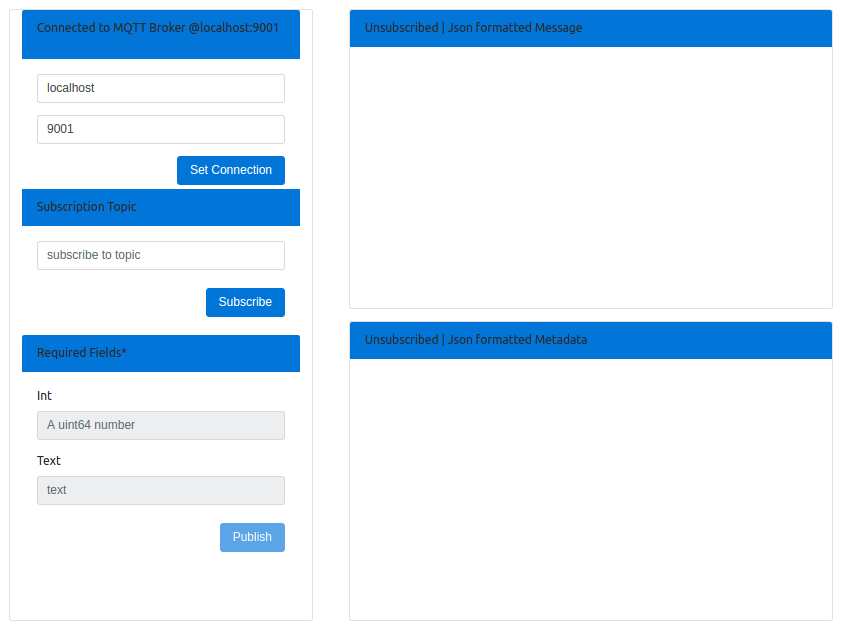 Connected to MQTT Broker @localhost:9001
localhost
9001
Set Connection
Subscription Topic
subscribe to topic
Subscribe
Required Fields*
Int
A uint64 number
Text
text
Publish
Unsubscribed | Json formatted Message
Unsubscribed | Json formatted Metadata